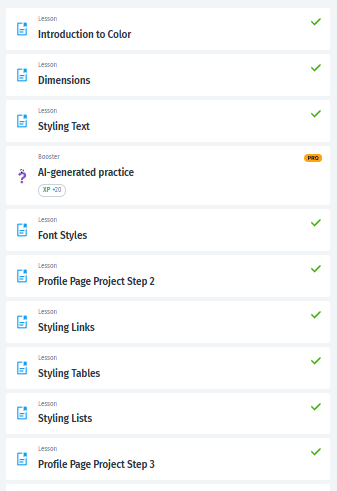 Lesson
Introduction to Color
Lesson
Dimensions
Lesson
Styling Text
Booster
PRO
AI-generated practice
XP +20
Lesson
Font Styles
Lesson
Profile Page Project Step 2
Lesson
Styling Links
Lesson
Styling Tables
Lesson
Styling Lists
Lesson
Profile Page Project Step 3